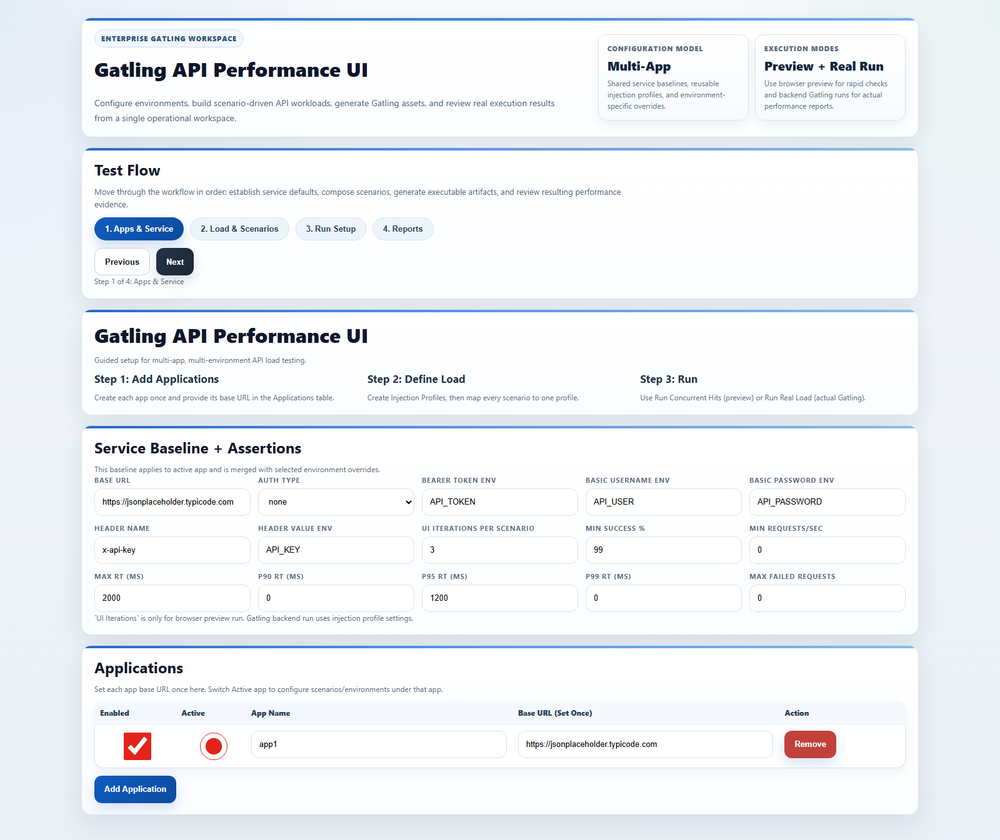 ENTERPRISE GATLING WORKSPACE
Gatling API Performance UI
Configure environments, build scenario-driven API workloads, generate Gatling assets, and review real execution results
from a single operational workspace.
CONFIGURATION MODEL
Multi-App
Shared service baselines, reusable
injection profiles, and environment-
specific overrides.
EXECUTION MODES
Preview + Real Run
Use browser preview for rapid checks
and backend Gatling runs for actual
performance reports.
Test Flow
Move through the workflow in order: establish service defaults, compose scenarios, generate executable artifacts, and review resulting performance
evidence.
1. Apps & Service
2. Load & Scenarios
3. Run Setup
4. Reports
Previous
Next
Step 1 of 4: Apps & Service
Gatling API Performance UI
Guided setup for multi-app, multi-environment API load testing.
Step 1: Add Applications
Create each app once and provide its base URL in the Applications table.
Step 2: Define Load
Create Injection Profiles, then map every scenario to one profile.
Step 3: Run
Use Run Concurrent Hits (preview) or Run Real Load (actual Gatling).
Service Baseline + Assertions
This baseline applies to active app and is merged with selected environment overrides.
BASE URL
https://jsonplaceholder.typicode.com
AUTH TYPE
none
BEARER TOKEN ENV
API_TOKEN
BASIC USERNAME ENV
API_USER
BASIC PASSWORD ENV
API_PASSWORD
HEADER NAME
x-api-key
HEADER VALUE ENV
API_KEY
UI ITERATIONS PER SCENARIO
3
MIN SUCCESS %
99
MIN REQUESTS/SEC
0
MAX RT (MS)
2000
P90 RT (MS)
0
P95 RT (MS)
1200
P99 RT (MS)
0
MAX FAILED REQUESTS
0
`UI Iterations` is only for browser preview run. Gatling backend run uses injection profile settings.
Applications
Set each app base URL once here. Switch Active app to configure scenarios/environments under that app.
Enabled Active App Name Base URL (Set Once) Action
app1 https://jsonplaceholder.typicode.com Remove
Add Application